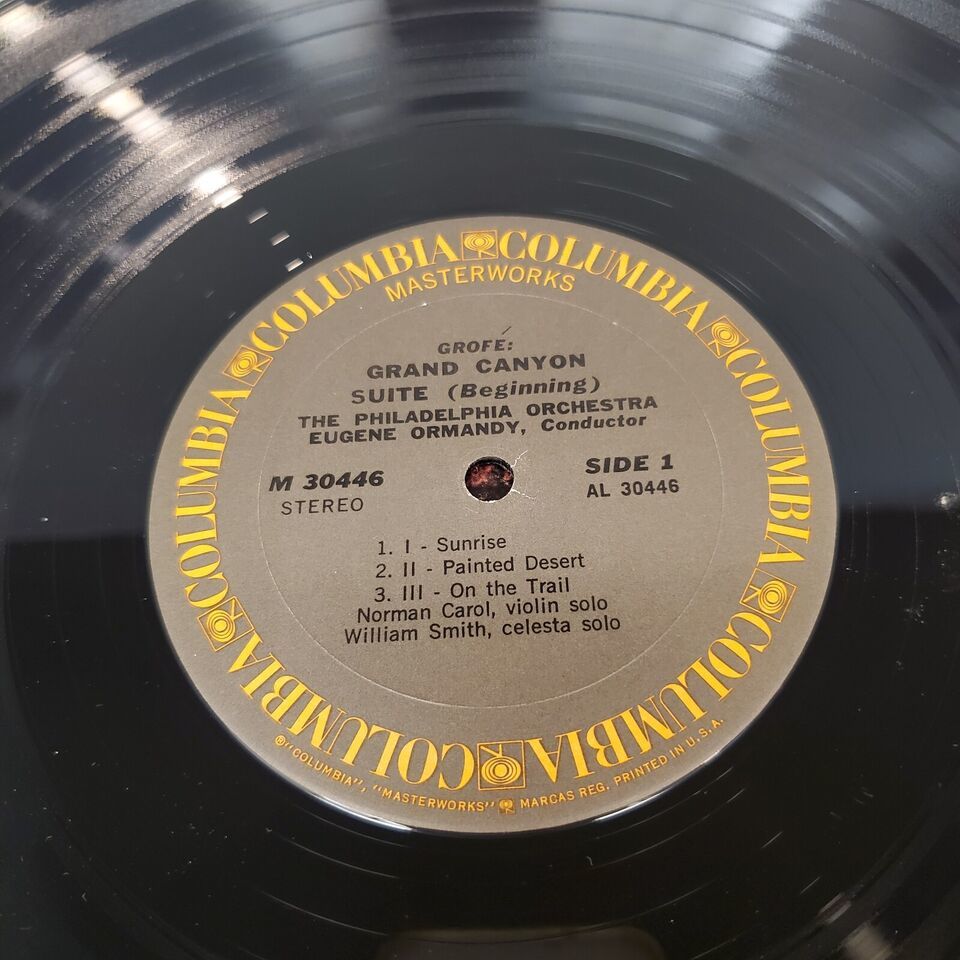 COLUMBIA COLUMBIA COLUMBIA COLUMBIA COLUMBIA COLUMBIA COLUMBIA COLUMBIA
MASTERWORKS
GROFÉ:
GRAND CANYON
SUITE (Beginning)
THE PHILADELPHIA ORCHESTRA
EUGENE ORMANDY, Conductor
M 30446
STEREO
SIDE 1
AL 30446
1. I - Sunrise
2. II - Painted Desert
3. III - On the Trail
Norman Carol, violin solo
William Smith, celesta solo
®"COLUMBIA", "MASTERWORKS" MARCAS REG. PRINTED IN U.S.A.